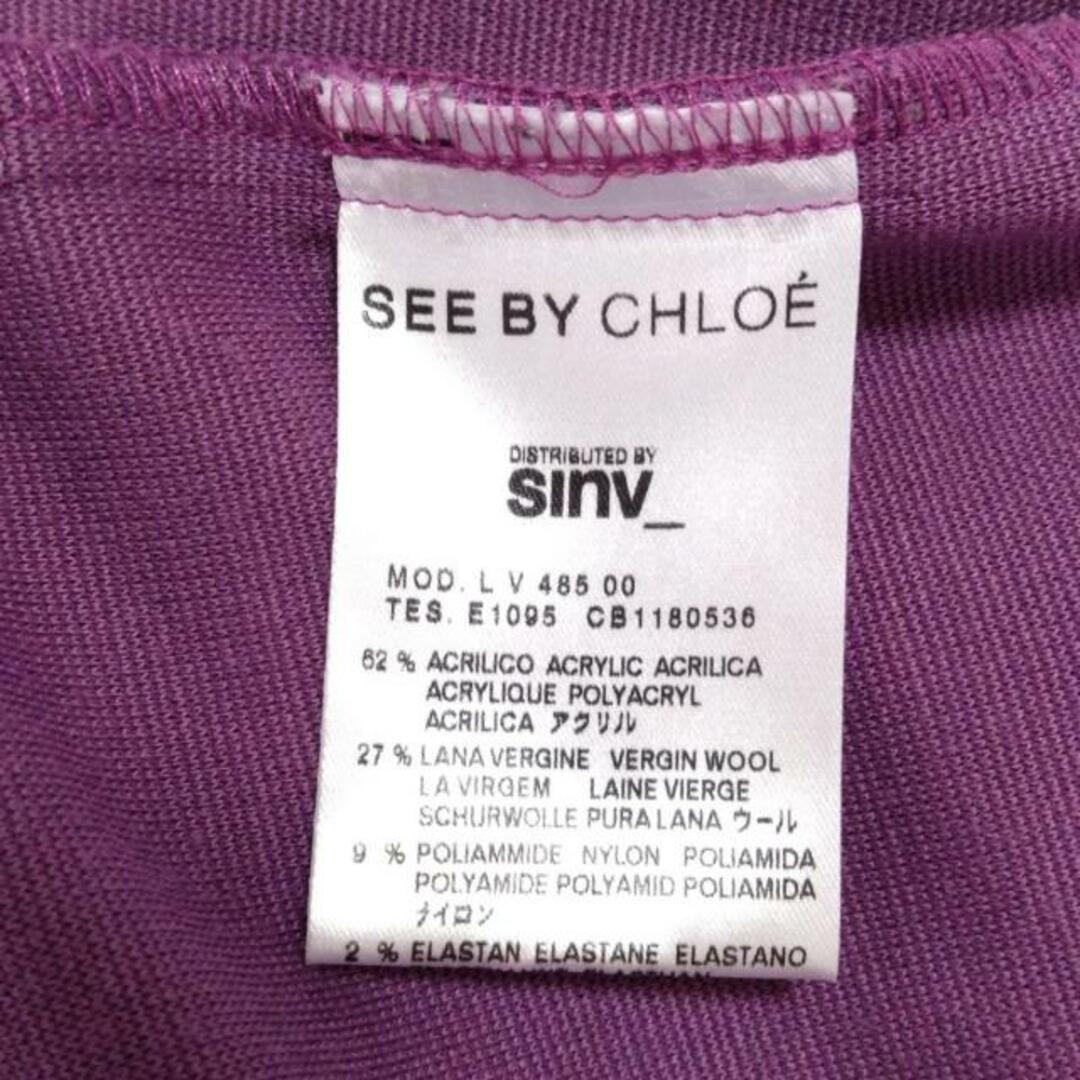 SEE BY CHLOÉ
DISTRIBUTED BY
sinv_
MOD. L V 485 00
TES. E1095 CB1180536
62 % ACRILICO ACRYLIC ACRILICA
ACRYLIQUE POLYACRYL
ACRILICA アクリル
27 % LANA VERGINE VERGIN WOOL
LA VIRGEM LAINE VIERGE
SCHURWOLLE PURA LANA ウール
9 % POLIAMMIDE NYLON POLIAMIDA
POLYAMIDE POLYAMID POLIAMIDA
ナイロン
2 % ELASTAN ELASTANE ELASTANO